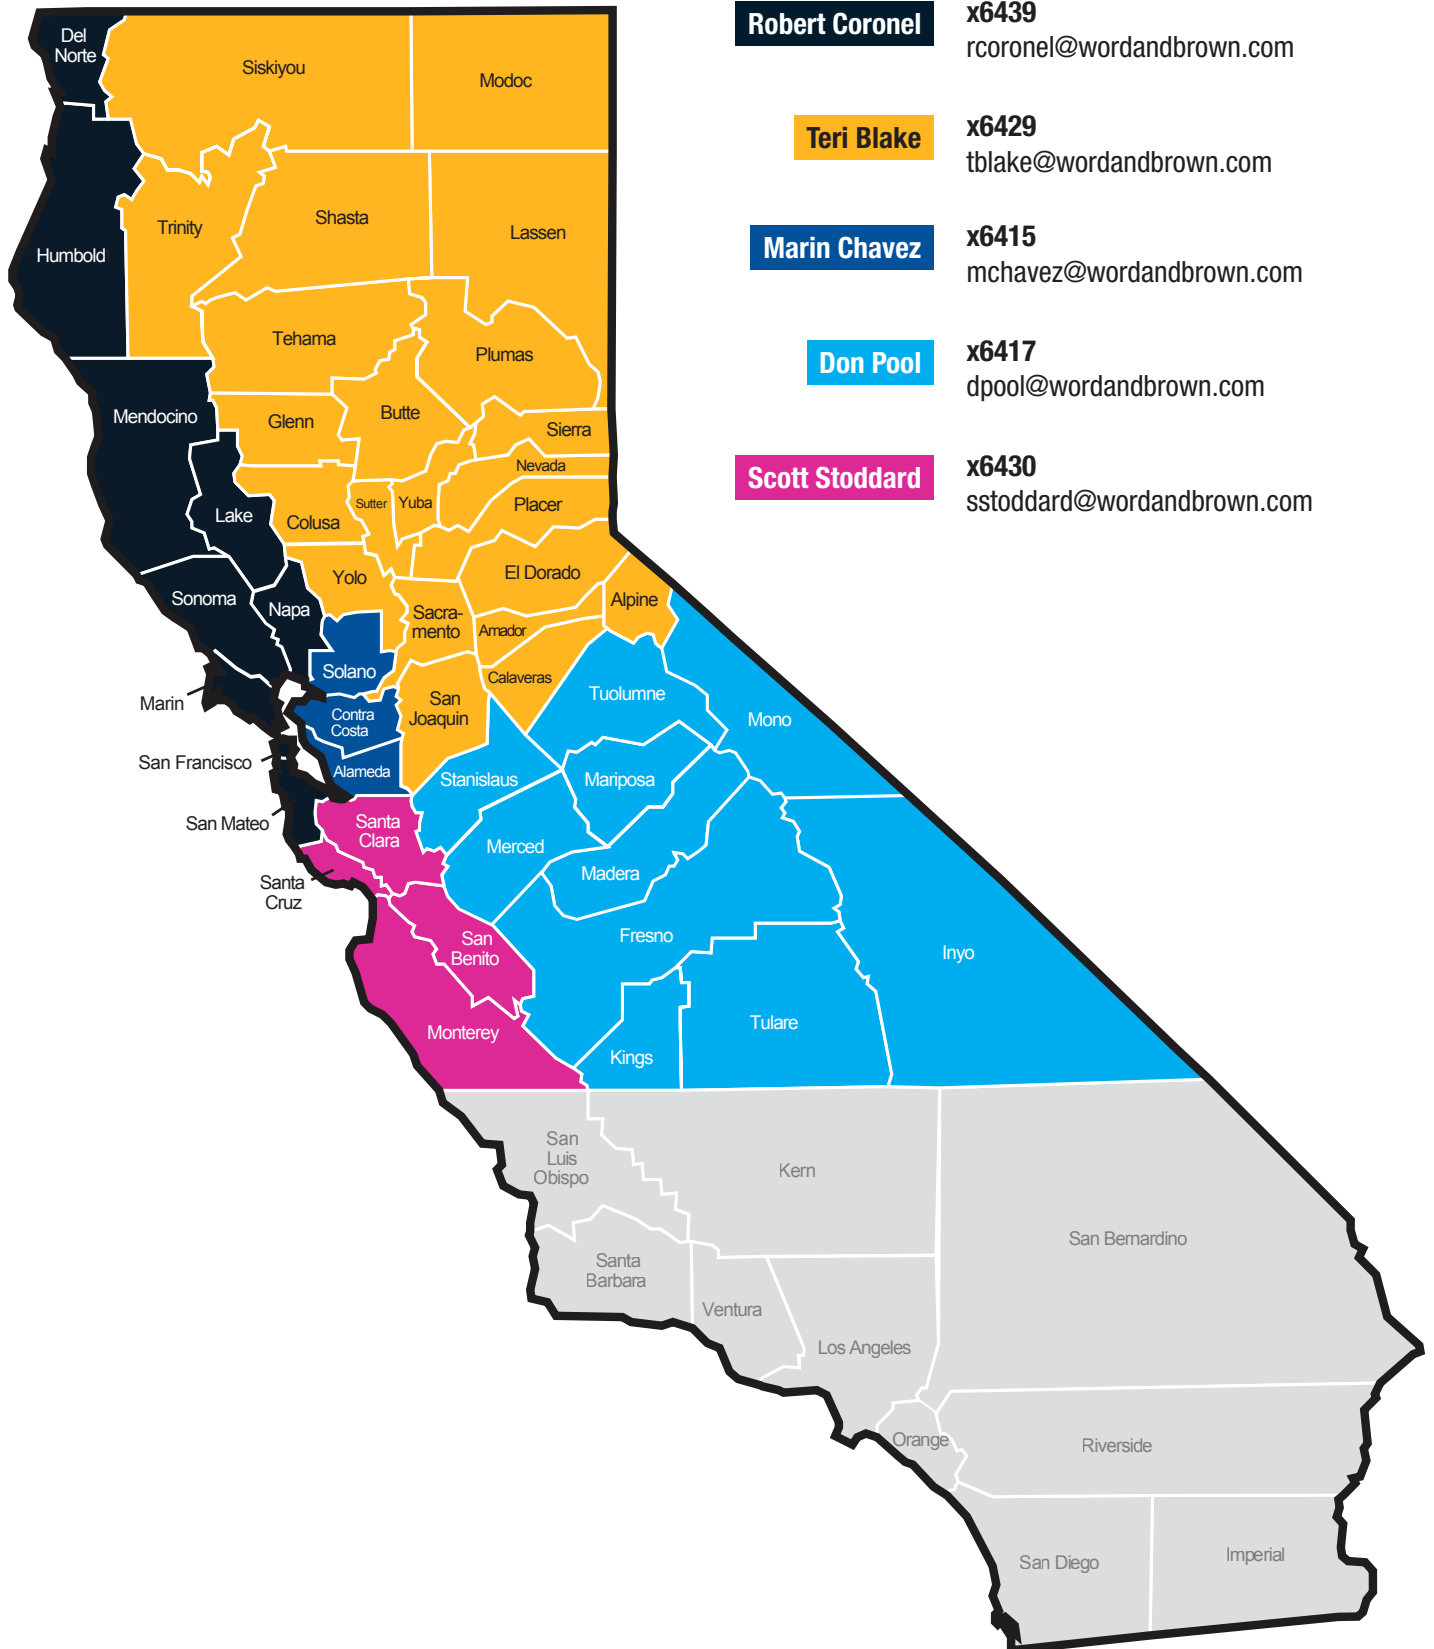 Robert Coronel
x6439
rcoronel@wordandbrown.com
Teri Blake
x6429
tblake@wordandbrown.com
Marin Chavez
x6415
mchavez@wordandbrown.com
Don Pool
x6417
dpool@wordandbrown.com
Scott Stoddard
x6430
sstoddard@wordandbrown.com
Del
Norte
Siskiyou
Modoc
Humbold
Trinity
Shasta
Lassen
Tehama
Plumas
Mendocino
Glenn
Butte
Sierra
Nevada
Lake
Colusa
Sutter
Yuba
Placer
Sonoma
Napa
Yolo
El Dorado
Sacra-
mento
Alpine
Amador
Solano
Calaveras
Marin
Contra
Costa
San
Joaquin
Tuolumne
Mono
San Francisco
Alameda
Stanislaus
Mariposa
San Mateo
Santa
Clara
Merced
Madera
Santa
Cruz
San
Benito
Fresno
Inyo
Monterey
Kings
Tulare
San
Luis
Obispo
Kern
San Bernardino
Santa
Barbara
Ventura
Los Angeles
Orange
Riverside
San Diego
Imperial